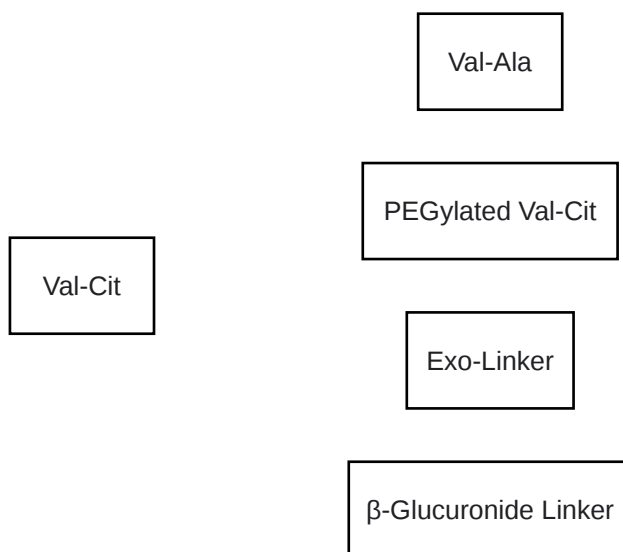 Val-Ala
PEGylated Val-Cit
Val-Cit
Exo-Linker
β-Glucuronide Linker